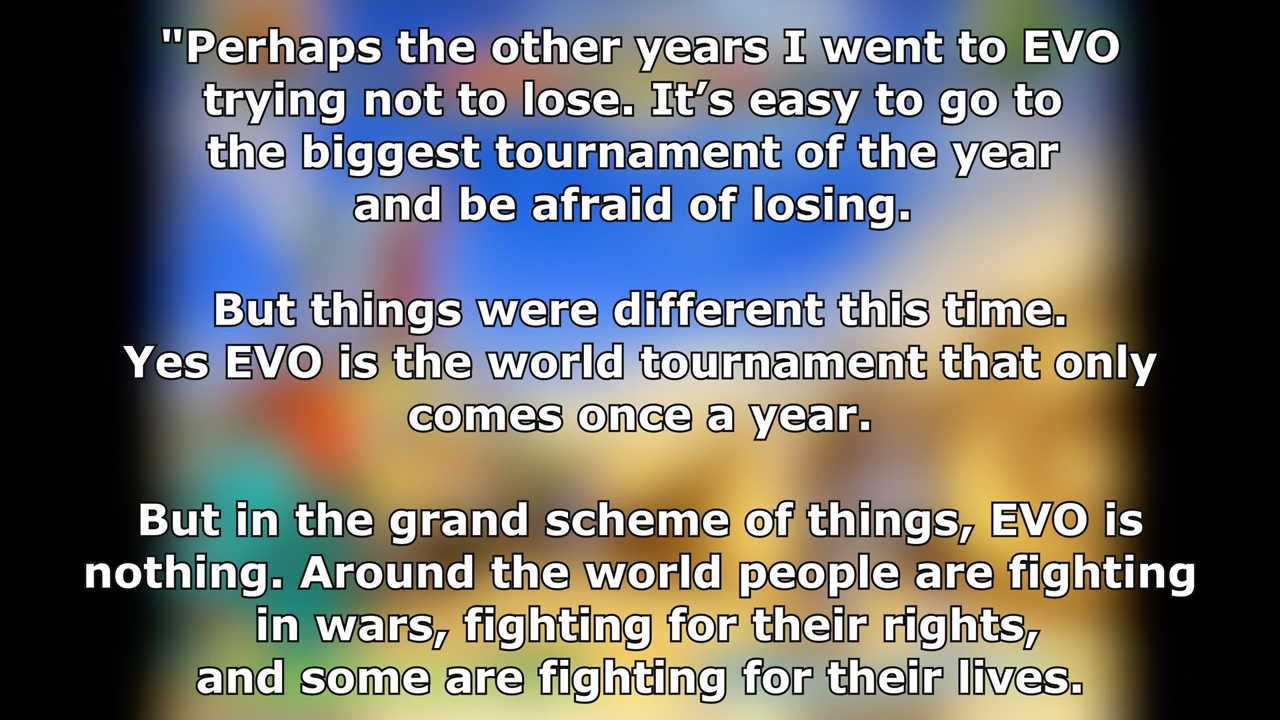 "Perhaps the other years I went to EVO
trying not to lose. It’s easy to go to
the biggest tournament of the year
and be afraid of losing.
But things were different this time.
Yes EVO is the world tournament that only
comes once a year.
But in the grand scheme of things, EVO is
nothing. Around the world people are fighting
in wars, fighting for their rights,
and some are fighting for their lives.